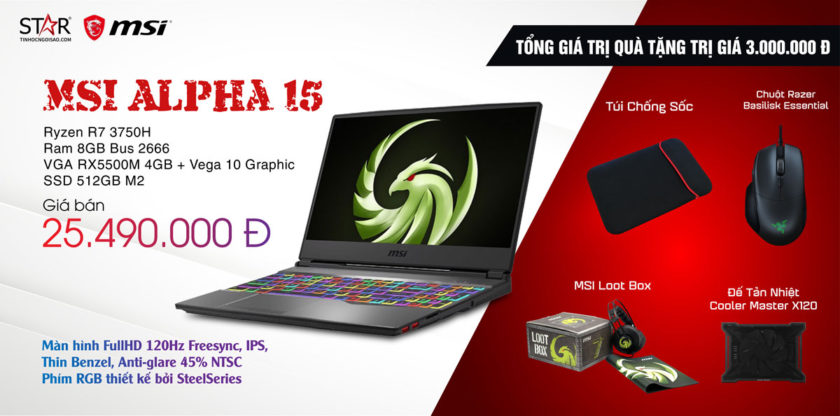 STAR
TINHOCNGOISAO.COM
msi
MSI ALPHA 15
Ryzen R7 3750H
Ram 8GB Bus 2666
VGA RX5500M 4GB + Vega 10 Graphic
SSD 512GB M2
Giá bán
25.490.000 Đ
msi
Màn hình FullHD 120Hz Freesync, IPS,
Thin Benzel, Anti-glare 45% NTSC
Phím RGB thiết kế bởi SteelSeries
TỔNG GIÁ TRỊ QUÀ TẶNG TRỊ GIÁ 3.000.000 Đ
Túi Chống Sốc
Chuột Razer
Basilisk Essential
MSI Loot Box
LOOT
BOX
Đế Tản Nhiệt
Cooler Master X120